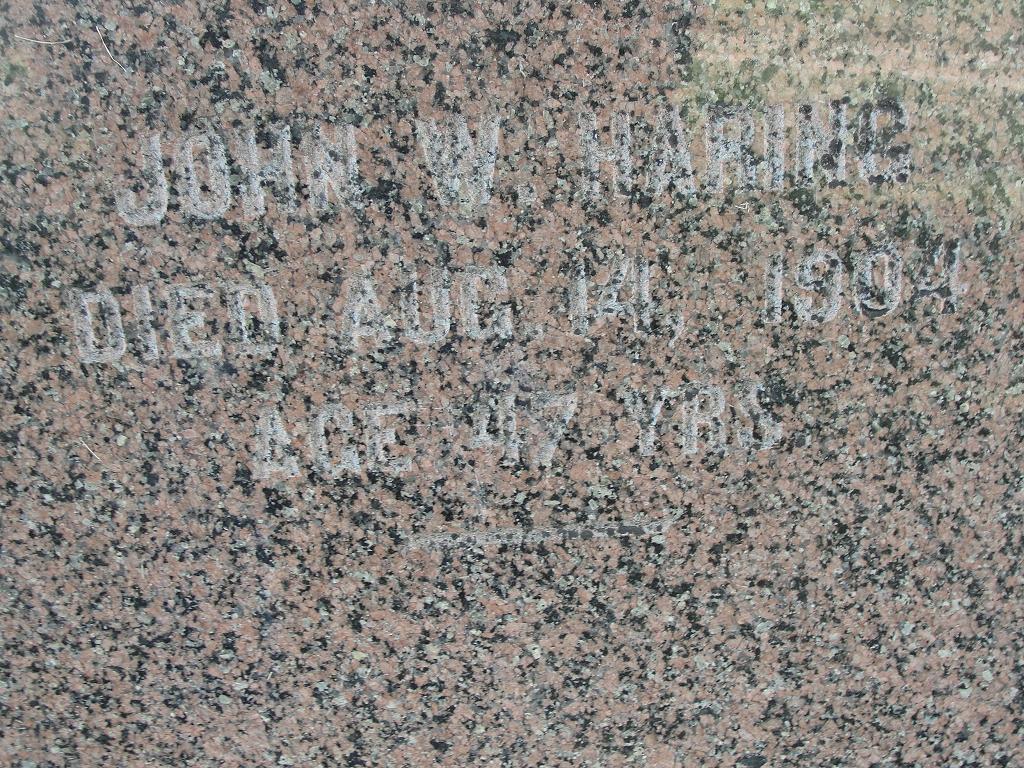 JOHN W. HARING
DIED AUG. 14, 1904
AGE 47 YRS